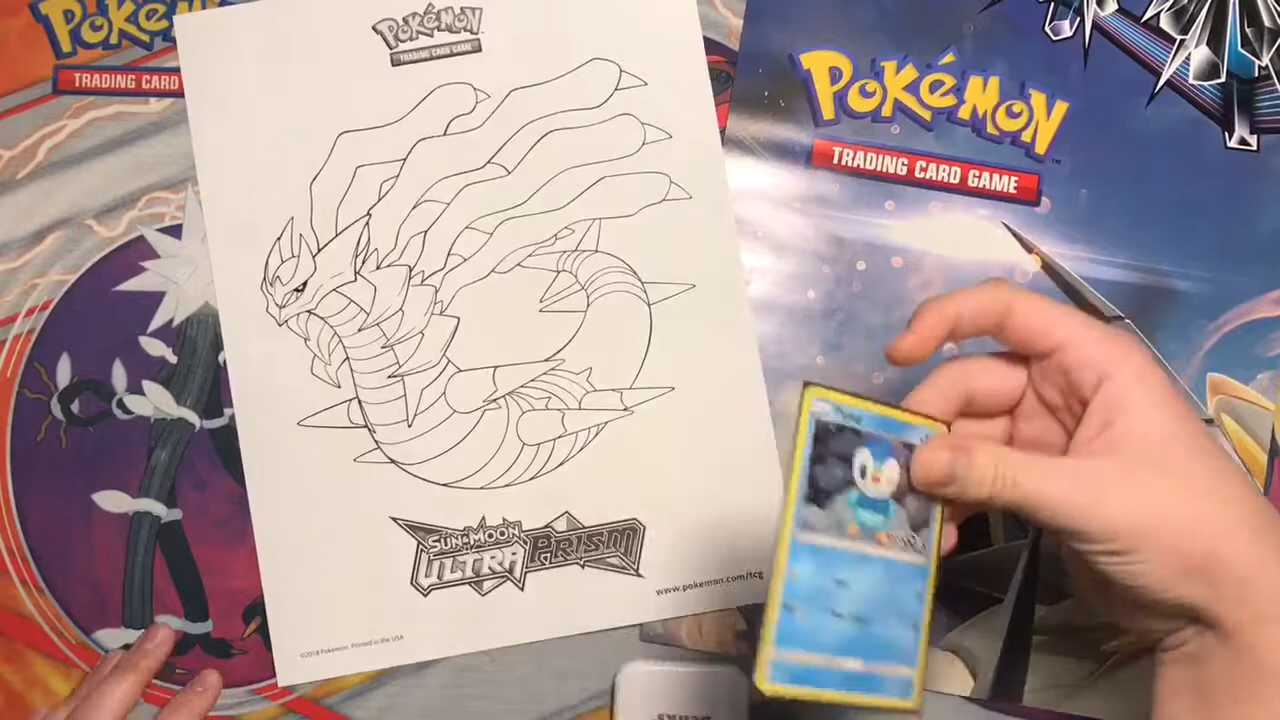 POKéMON
TRADING CARD
POKéMON
TRADING CARD GAME
POKéMON
TRADING CARD GAME
SUN & MOON
ULTRA PRISM
www.pokemon.com/tcg
©2018 Pokémon. Printed in the USA